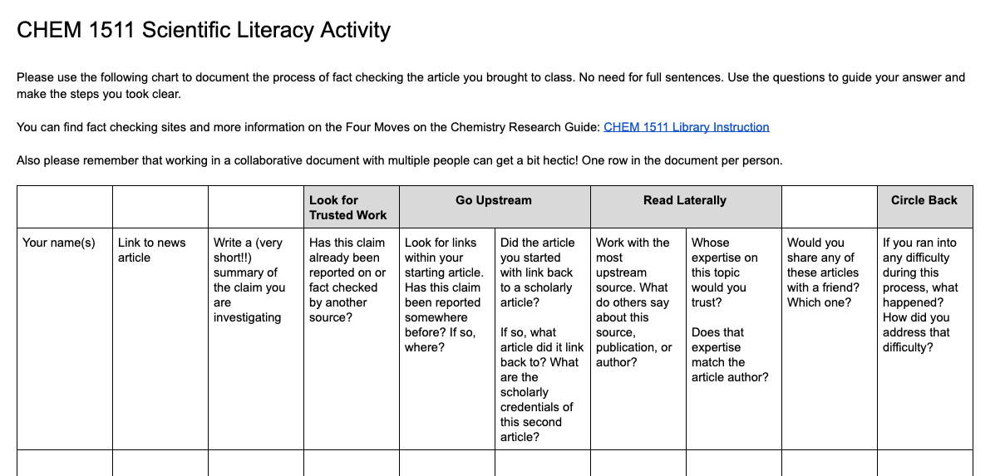 CHEM 1511 Scientific Literacy Activity
Please use the following chart to document the process of fact checking the article you brought to class. No need for full sentences. Use the questions to guide your answer and
make the steps you took clear.
You can find fact checking sites and more information on the Four Moves on the Chemistry Research Guide: CHEM 1511 Library Instruction
Also please remember that working in a collaborative document with multiple people can get a bit hectic! One row in the document per person.
Look for
Trusted Work
Go Upstream
Read Laterally
Circle Back
Your name(s)
Link to news
article
Write a (very
short!!)
summary of
the claim you
are
investigating
Has this claim
already been
reported on or
fact checked
by another
source?
Look for links
within your
starting article.
Has this claim
been reported
somewhere
before? If so,
where?
Did the article
you started
with link back
to a scholarly
article?
If so, what
article did it link
back to? What
are the
scholarly
credentials of
this second
article?
Work with the
most
upstream
source. What
do others say
about this
source,
publication, or
author?
Whose
expertise on
this topic
would you
trust?
Does that
expertise
match the
article author?
Would you
share any of
these articles
with a friend?
Which one?
If you ran into
any difficulty
during this
process, what
happened?
How did you
address that
difficulty?